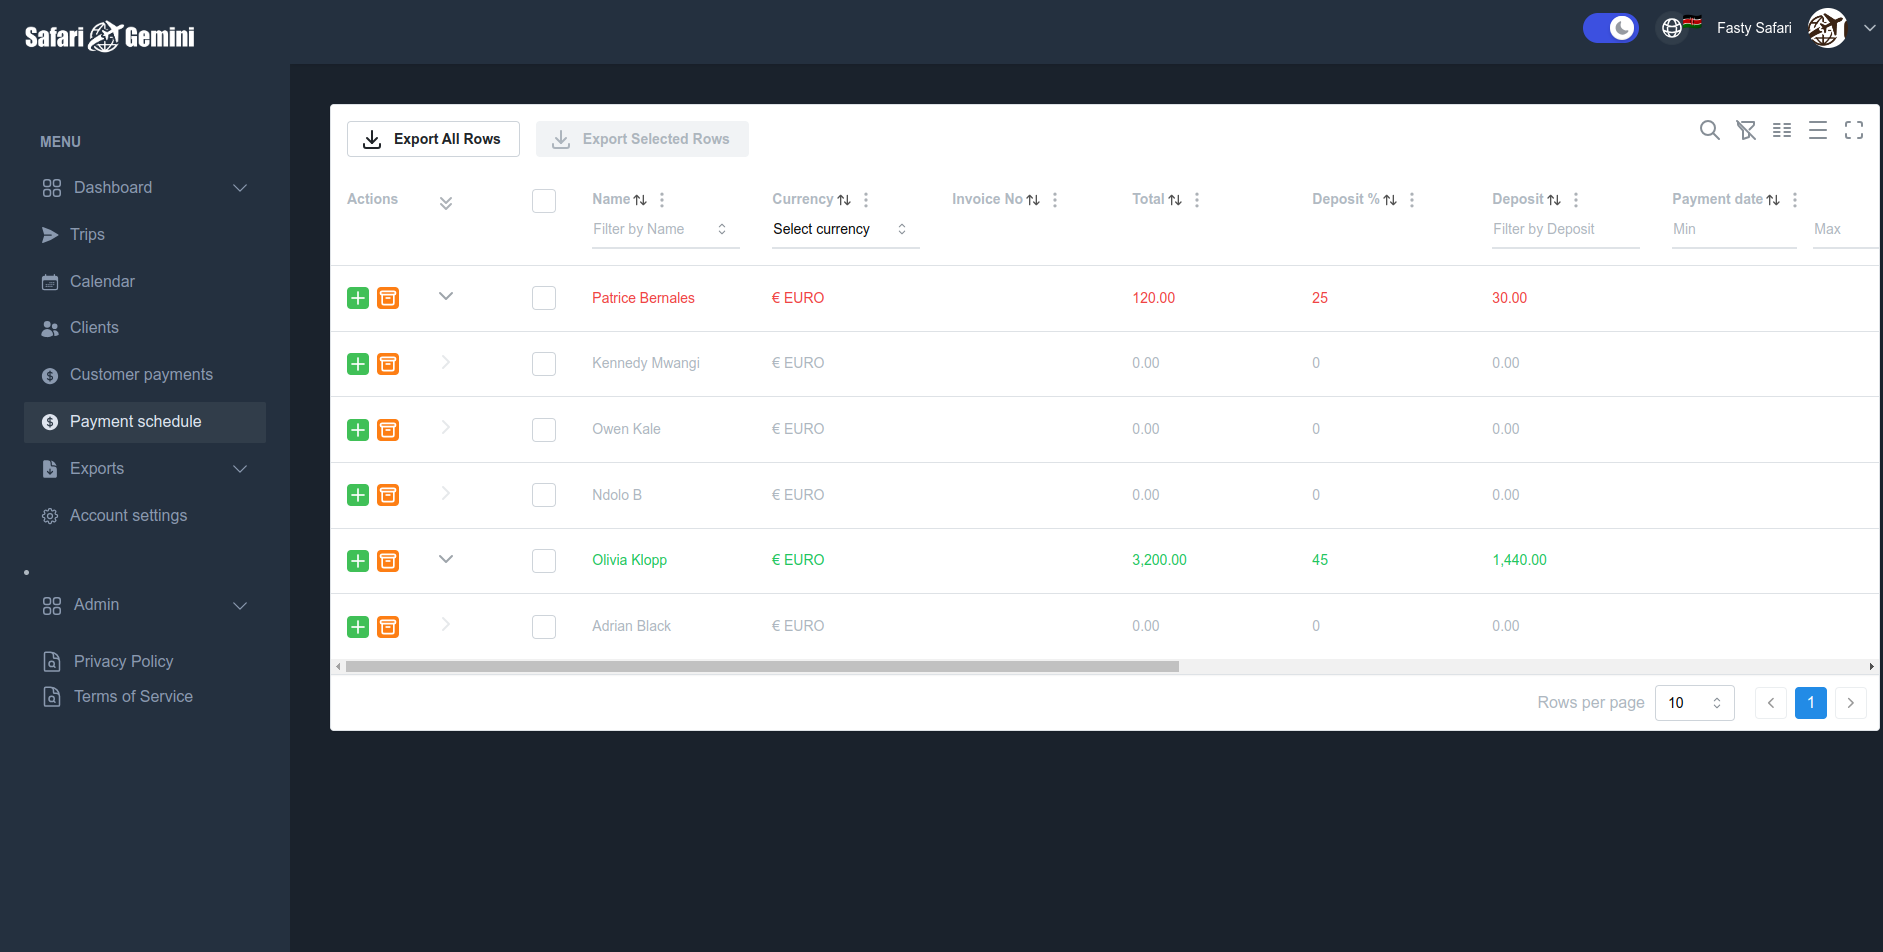 Safari Gemini
Fasty Safari
MENU
Dashboard
Trips
Calendar
Clients
Customer payments
Payment schedule
Exports
Account settings
Admin
Privacy Policy
Terms of Service
Export All Rows Export Selected Rows
Actions Name Currency Invoice No Total Deposit % Deposit Payment date
Filter by Name Select currency Filter by Deposit Min Max
Patrice Bernales € EURO 120.00 25 30.00
Kennedy Mwangi € EURO 0.00 0 0.00
Owen Kale € EURO 0.00 0 0.00
Ndolo B € EURO 0.00 0 0.00
Olivia Klopp € EURO 3,200.00 45 1,440.00
Adrian Black € EURO 0.00 0 0.00
Rows per page 10 1